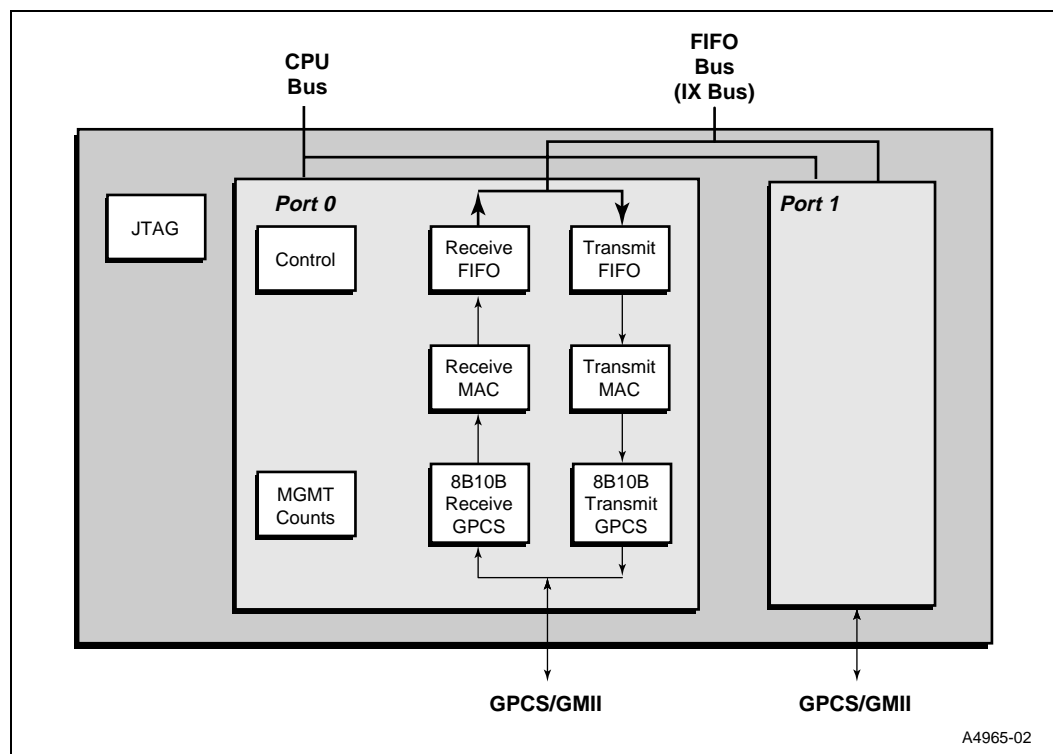 CPU
Bus
FIFO
Bus
(IX Bus)
JTAG
Port 0
Control
Receive
FIFO
Transmit
FIFO
Receive
MAC
Transmit
MAC
MGMT
Counts
8B10B
Receive
GPCS
8B10B
Transmit
GPCS
Port 1
GPCS/GMII
GPCS/GMII
A4965-02